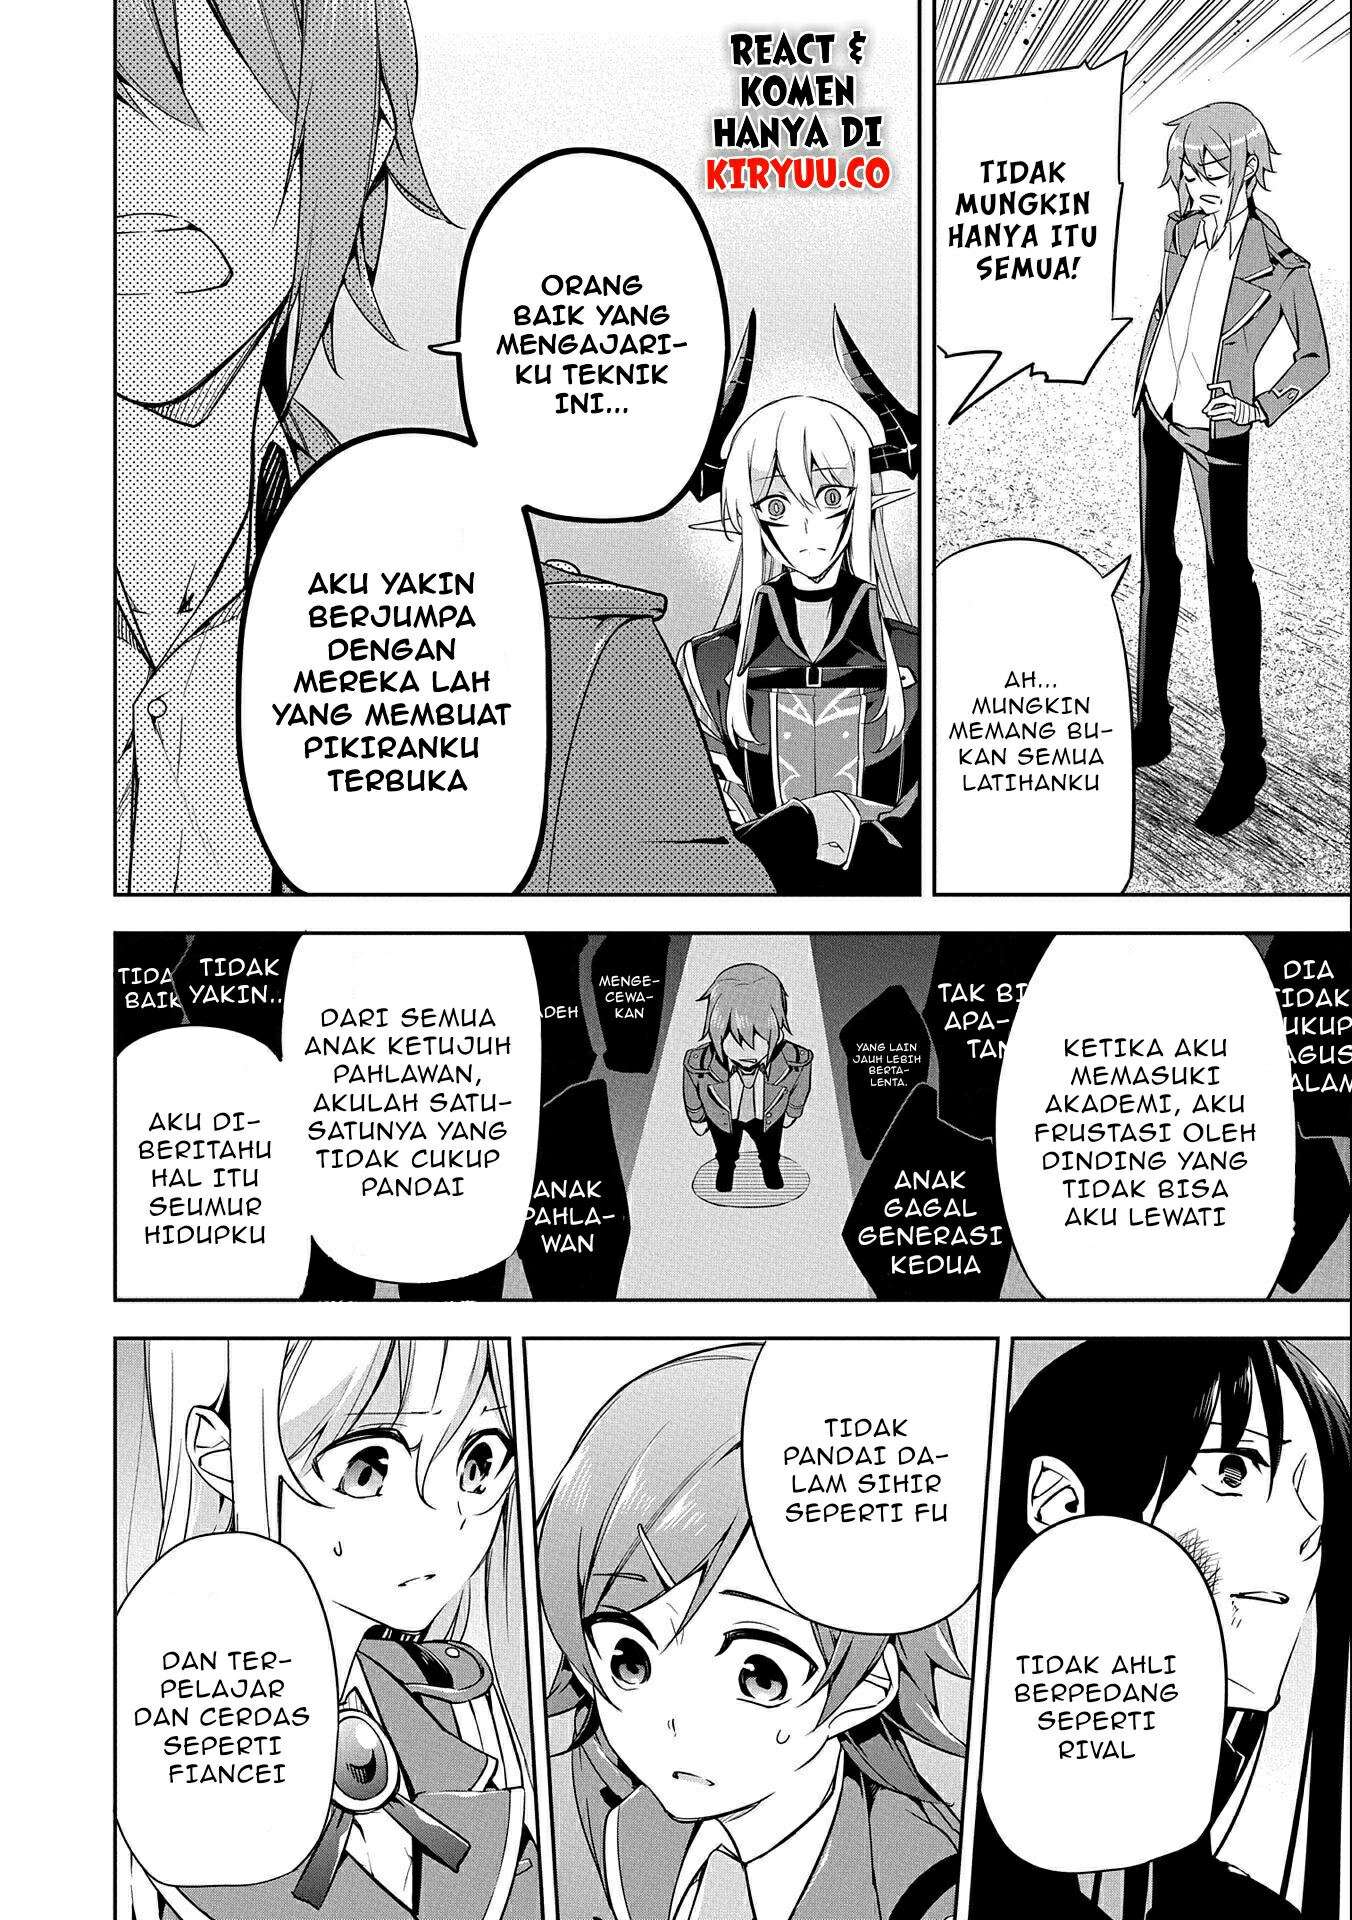 TIDAK
MUNGKIN
HANYA ITU
SEMUA!
AH...
MUNGKIN
MEMANG BU-
KAN SEMUA
LATIHANKU
REACT &
KOMEN
HANYA DI
KIRYUU.CO
ORANG
BAIK YANG
MENGAJARI-
KU TEKNIK
INI...
AKU YAKIN
BERJUMPA
DENGAN
MEREKA LAH
YANG MEMBUAT
PIKIRANKU
TERBUKA
DIA
TIDAK
KETIKA AKU
MEMASUKI
AKADEMI, AKU
FRUSTASI OLEH
DINDING YANG
TIDAK BISA
AKU LEWATI
TAK
ANAK
GAGAL
GENERASI
KEDUA
YANG LAIN
JAUH LEBIH
BERTA-
LENTA.
MENGE-
CEWA-
KAN
ANAK
PAHLA-
WAN
DARI SEMUA
ANAK KETUJUH
PAHLAWAN,
AKULAH SATU-
SATUNYA YANG
TIDAK CUKUP
PANDAI
TIDAK
YAKIN..
TIDA
BAIK
AKU DI-
BERITAHU
HAL ITU
SEUMUR
HIDUPKU
TIDAK AHLI
BERPEDANG
SEPERTI
RIVAL
TIDAK
PANDAI DA-
LAM SIHIR
SEPERTI FU
DAN TER-
PELAJAR
DAN CERDAS
SEPERTI
FIANCEI